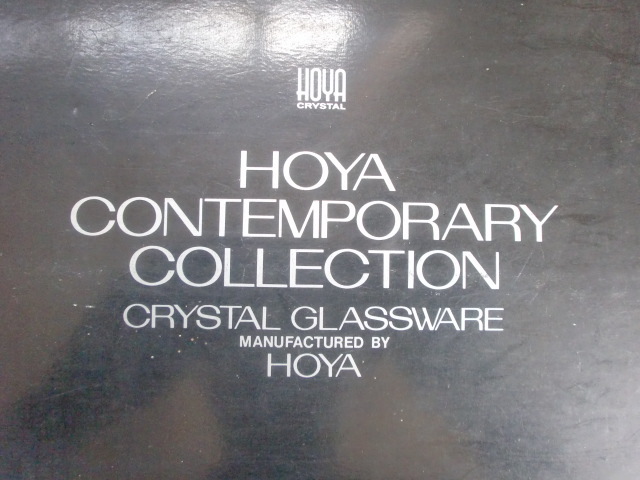 HOYA
CRYSTAL
HOYA
CONTEMPORARY
COLLECTION
CRYSTAL GLASSWARE
MANUFACTURED BY
HOYA